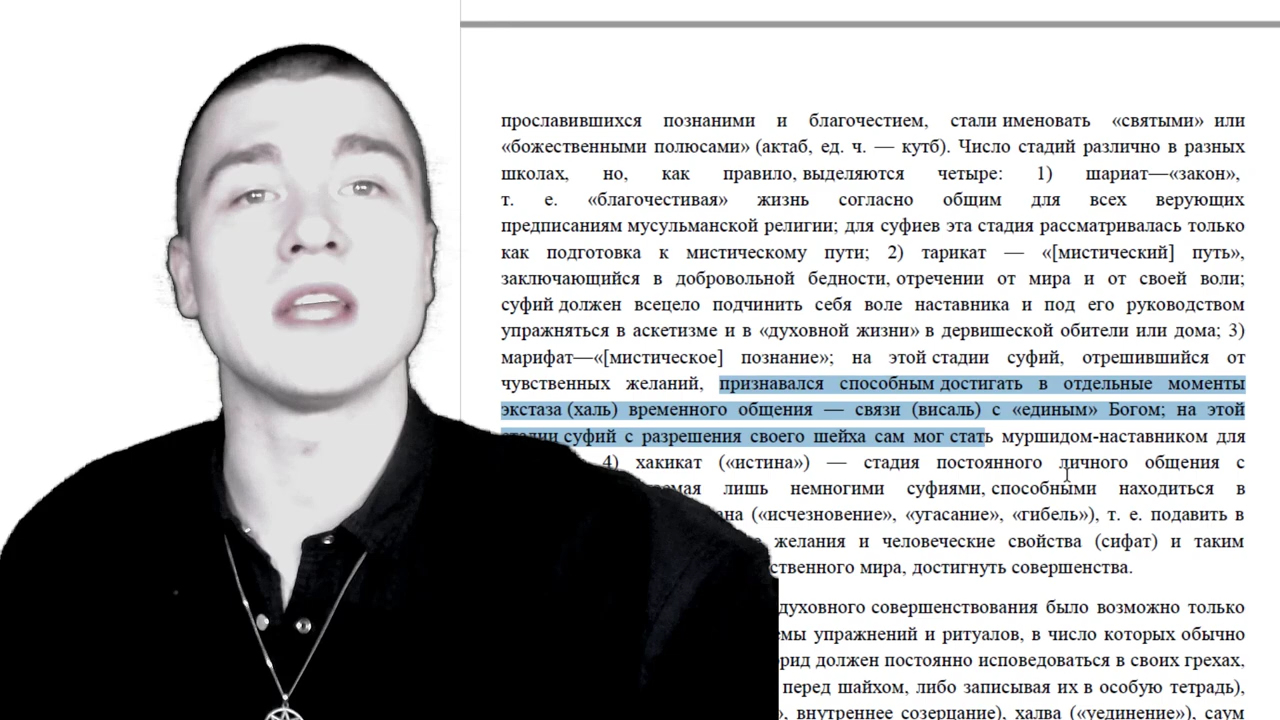 прославившихся познаними и благочестием, стали именовать «святыми» или
«божественными полюсами» (актаб, ед. ч. — кутб). Число стадий различно в разных
школах, но, как правило, выделяются четыре: 1) шариат—«закон»,
т. е. «благочестивая» жизнь согласно общим для всех верующих
предписаниям мусульманской религии; для суфиев эта стадия рассматривалась только
как подготовка к мистическому пути; 2) тарикат — «[мистический] путь»,
заключающийся в добровольной бедности, отречении от мира и от своей воли;
суфий должен всецело подчинить себя воле наставника и под его руководством
упражняться в аскетизме и в «духовной жизни» в дервишеской обители или дома; 3)
марифат—«[мистическое] познание»; на этой стадии суфий, отрешившийся от
чувственных желаний, признавался способным достигать в отдельные моменты
экстаза (халь) временного общения — связи (висаль) с «единым» Богом; на этой
стадии суфий с разрешения своего шейха сам мог стать муршидом-наставником для
4) хакикат («истина») — стадия постоянного личного общения с
лишь немногими суфиями, способными находиться в
(«исчезновение», «угасание», «гибель»), т. е. подавить в
желания и человеческие свойства (сифат) и таким
мира, достигнуть совершенства.
духовного совершенствования было возможно только
упражнений и ритуалов, в число которых обычно
должен постоянно исповедоваться в своих грехах,
перед шайхом, либо записывая их в особую тетрадь),
внутреннее созерцание), халва («уединение»), саум